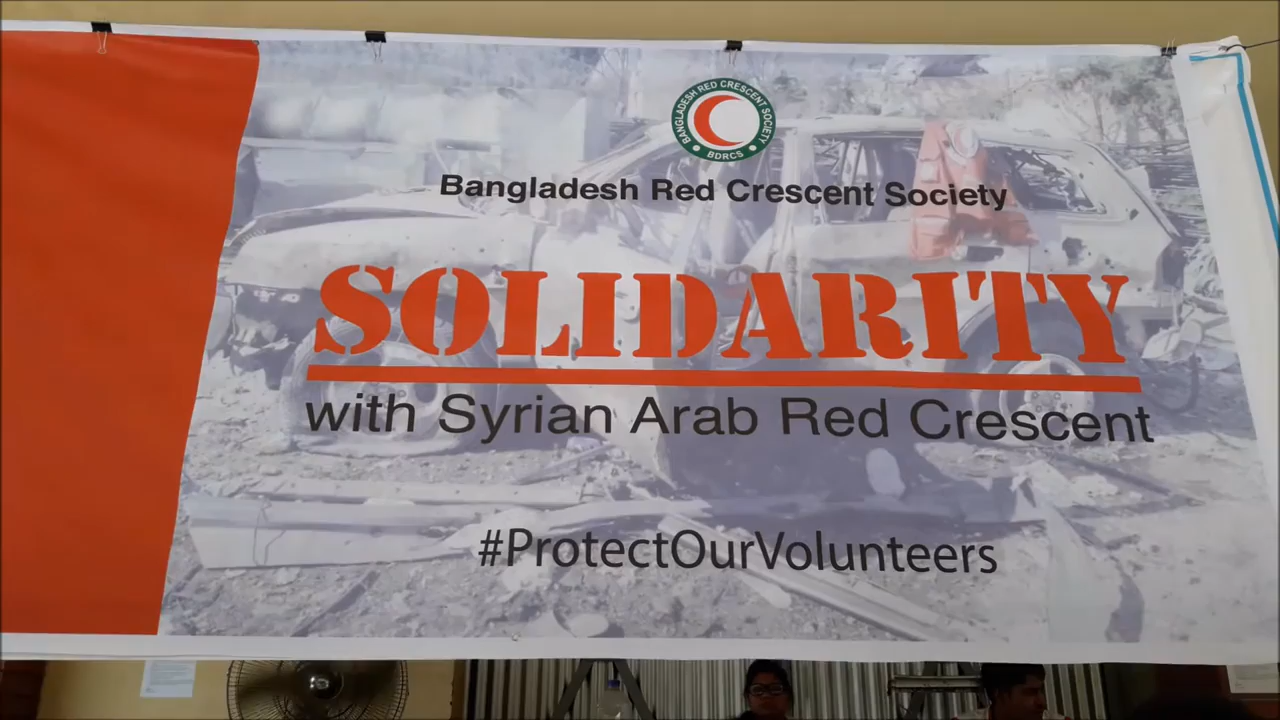 BANGLADESH RED CRESCENT SOCIETY
BDRCS
Bangladesh Red Crescent Society
SOLIDARITY
with Syrian Arab Red Crescent
#ProtectOurVolunteers